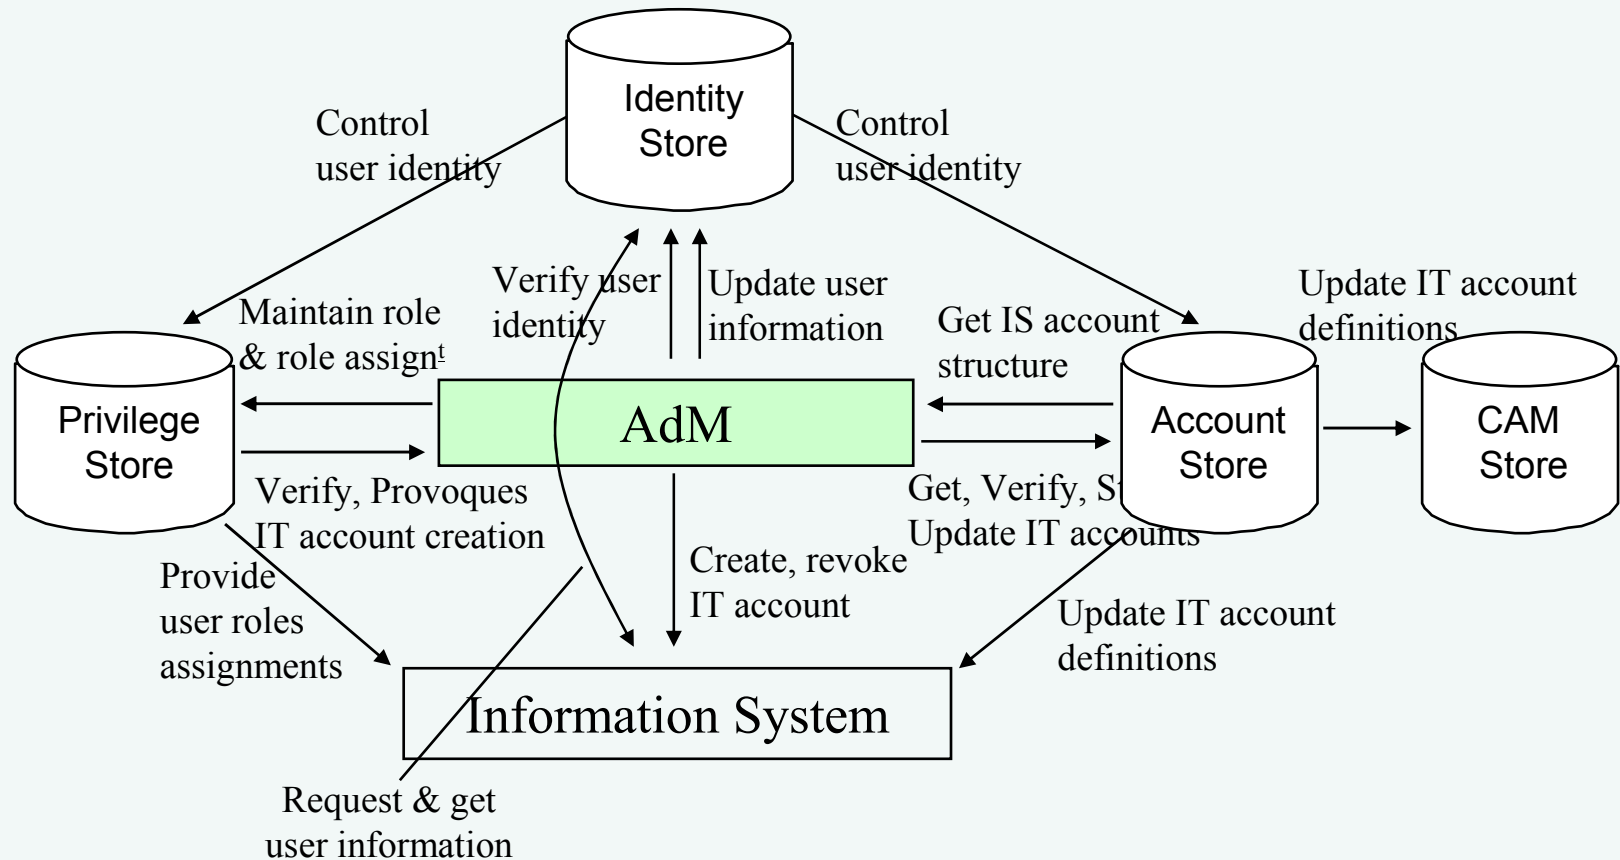 Identity
Store
Control
user identity
Control
user identity
Verify user
identity
Update user
information
Maintain role
& role assignt
Get IS account
structure
Update IT account
definitions
Privilege
Store
AdM
Account
Store
CAM
Store
Verify, Provoques
IT account creation
Get, Verify,
Update IT accounts
Provide
user roles
assignments
Create, revoke
IT account
Update IT account
definitions
Information System
Request & get
user information